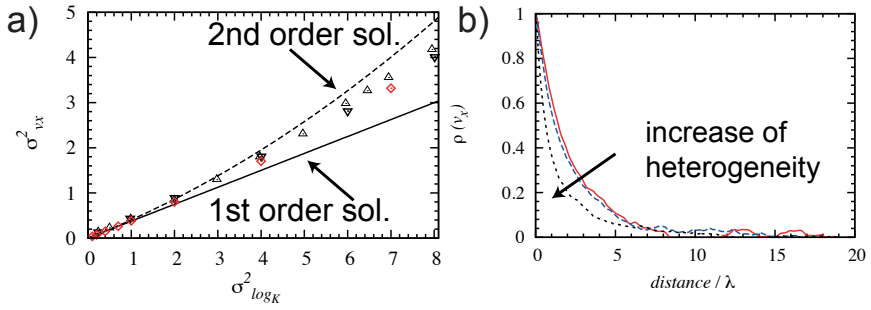 a)
5
4
3
2
1
0
σ²vx
2nd order sol.
1st order sol.
0 1 2 3 4 5 6 7 8
σ²logK
b)
1
0.8
0.6
0.4
0.2
0
ρ(vx)
increase of
heterogeneity
0 5 10 15 20
distance / λ